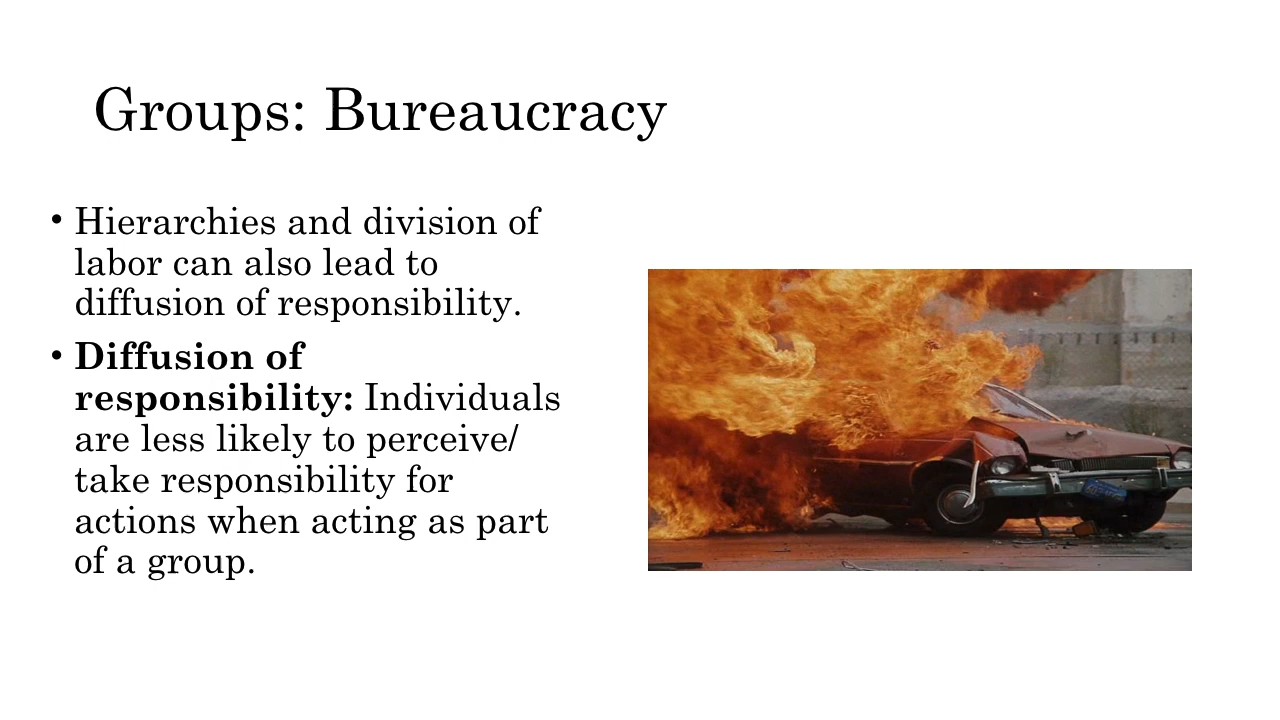 Groups: Bureaucracy
• Hierarchies and division of
labor can also lead to
diffusion of responsibility.
• Diffusion of
responsibility: Individuals
are less likely to perceive/
take responsibility for
actions when acting as part
of a group.